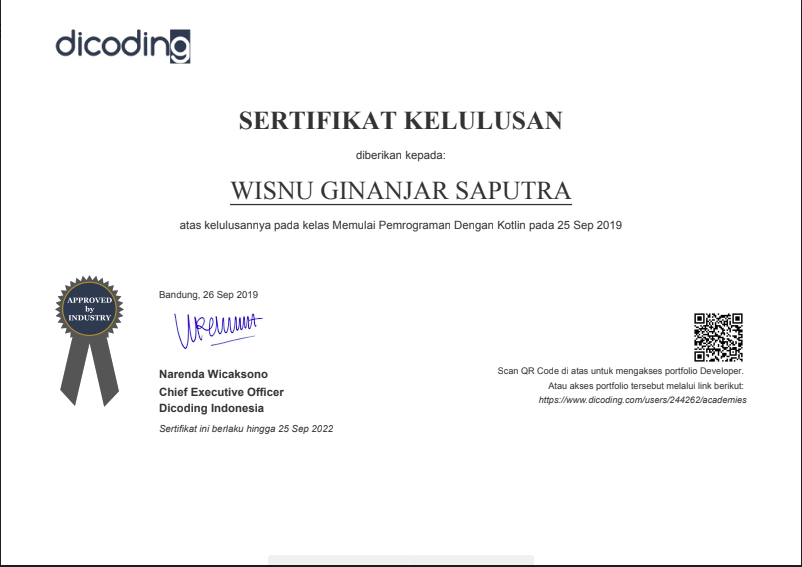 dicoding
SERTIFIKAT KELULUSAN
diberikan kepada:
WISNU GINANJAR SAPUTRA
atas kelulusannya pada kelas Memulai Pemrograman Dengan Kotlin pada 25 Sep 2019
APPROVED
by
INDUSTRY
Bandung, 26 Sep 2019
Narenda Wicaksono
Chief Executive Officer
Dicoding Indonesia
Sertifikat ini berlaku hingga 25 Sep 2022
Scan QR Code di atas untuk mengakses portfolio Developer.
Atau akses portfolio tersebut melalui link berikut:
https://www.dicoding.com/users/244262/academies